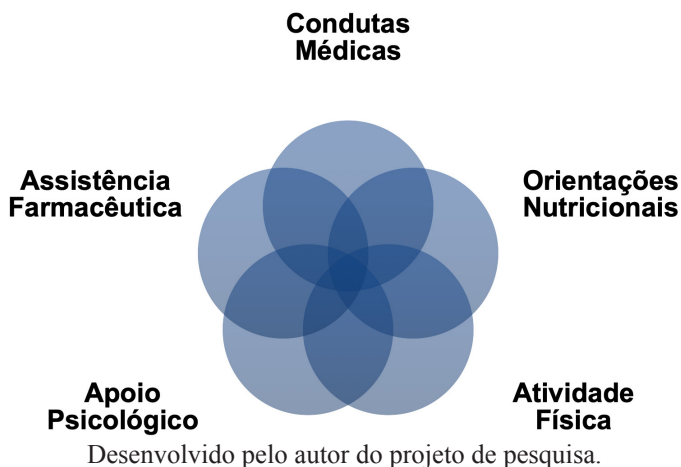 Condutas
Médicas
Assistência
Farmacêutica
Orientações
Nutricionais
Apoio
Psicológico
Atividade
Física
Desenvolvido pelo autor do projeto de pesquisa.